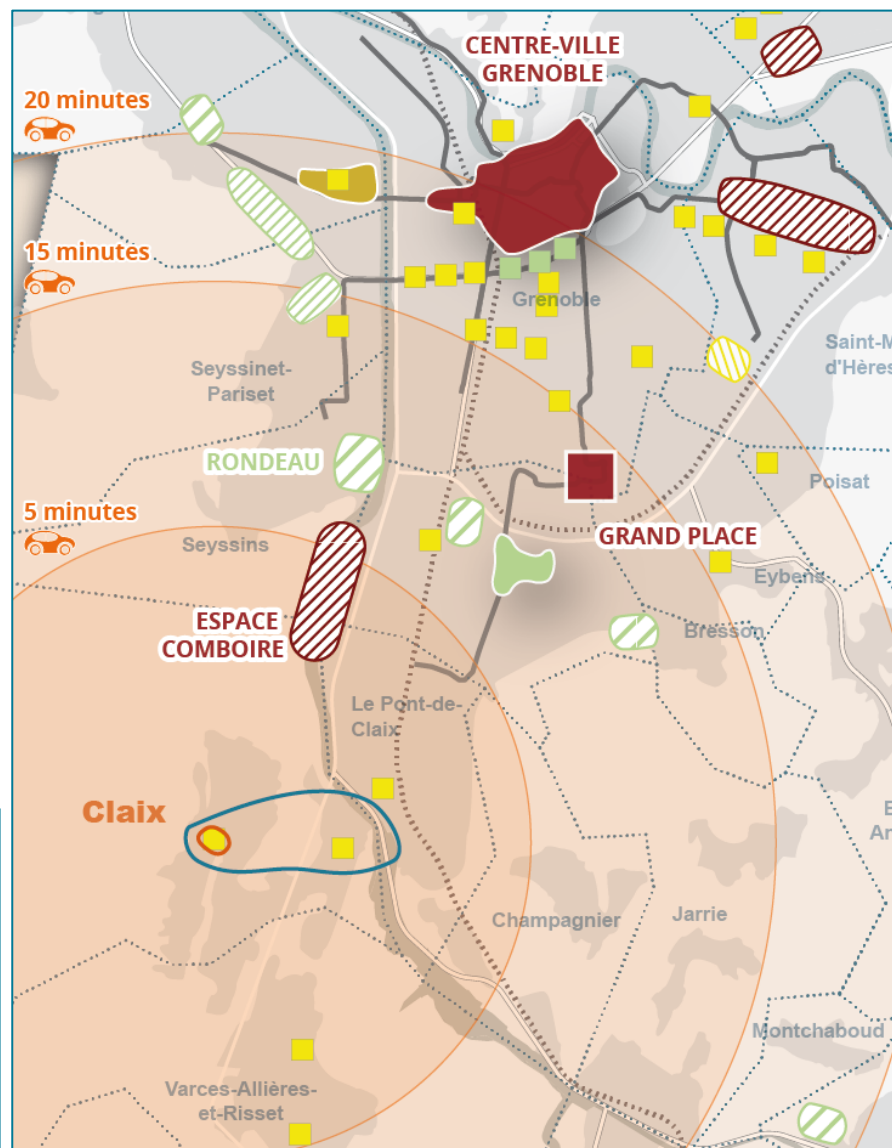 CENTRE-VILLE
GRENOBLE
20 minutes
15 minutes
Grenoble
Saint-M
d'Hères
Seyssinet-
Pariset
RONDEAU
Poisat
5 minutes
Seyssins
GRAND PLACE
Eybens
ESPACE
COMBOIRE
Bresson
Le Pont-de-
Claix
Claix
Champagnier
Jarrie
Montchaboud
Varces-Allières-
et-Risset